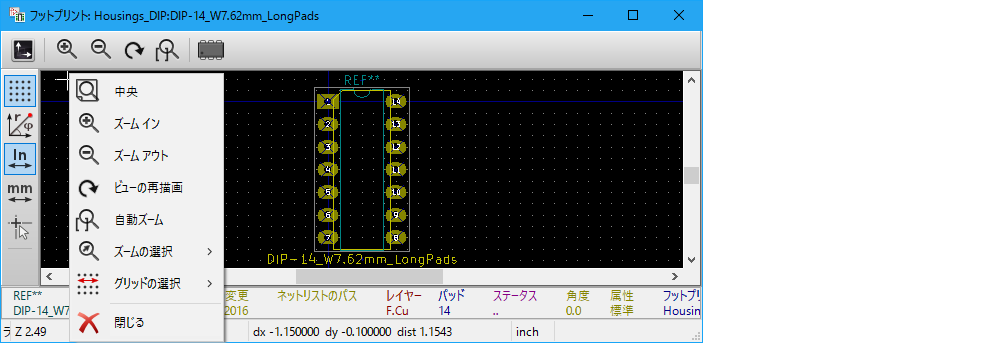 フットプリント: Housings_DIP:DIP-14_W7.62mm_LongPads
中央
ズーム イン
ズーム アウト
ビューの再描画
自動ズーム
ズームの選択
グリッドの選択
閉じる
r φ
In
mm
REF**
1 14
2 13
3 12
4 11
5 10
6 9
7 8
DIP-14_W7.62mm_LongPads
REF** 変更 ネットリストのパス レイヤー パッド ステータス 角度 属性 フットプリ
DIP-14_W7 2016 F.Cu 14 .. 0.0 標準 Housin
ラ Z 2.49 dx -1.150000 dy -0.100000 dist 1.1543 inch